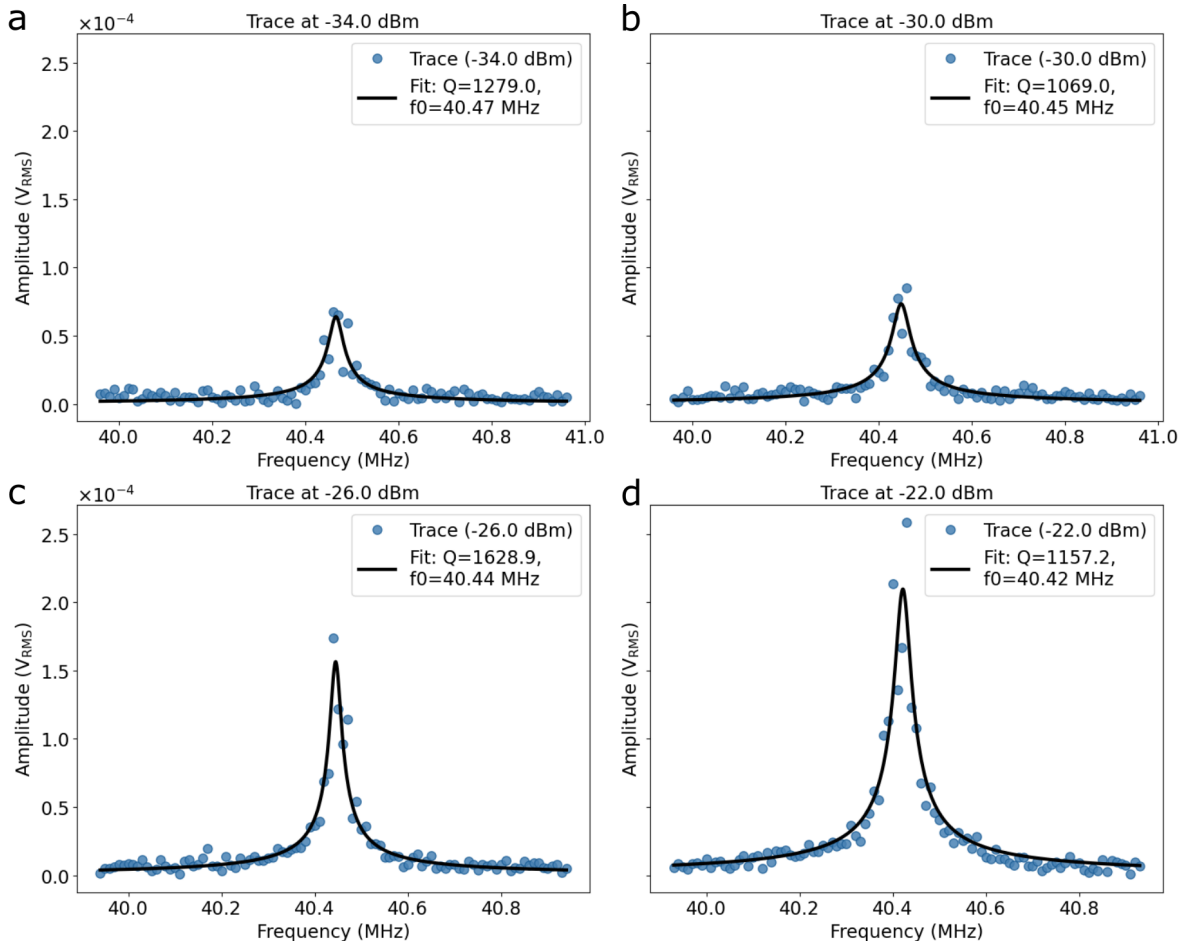 a
×10⁻⁴
Trace at -34.0 dBm
Trace (-34.0 dBm)
Fit: Q=1279.0,
f0=40.47 MHz
Amplitude (V_RMS)
2.5
2.0
1.5
1.0
0.5
0.0
40.0 40.2 40.4 40.6 40.8 41.0
Frequency (MHz)
b
Trace at -30.0 dBm
Trace (-30.0 dBm)
Fit: Q=1069.0,
f0=40.45 MHz
Amplitude (V_RMS)
40.0 40.2 40.4 40.6 40.8 41.0
Frequency (MHz)
c
×10⁻⁴
Trace at -26.0 dBm
Trace (-26.0 dBm)
Fit: Q=1628.9,
f0=40.44 MHz
Amplitude (V_RMS)
2.5
2.0
1.5
1.0
0.5
0.0
40.0 40.2 40.4 40.6 40.8
Frequency (MHz)
d
Trace at -22.0 dBm
Trace (-22.0 dBm)
Fit: Q=1157.2,
f0=40.42 MHz
Amplitude (V_RMS)
40.0 40.2 40.4 40.6 40.8
Frequency (MHz)